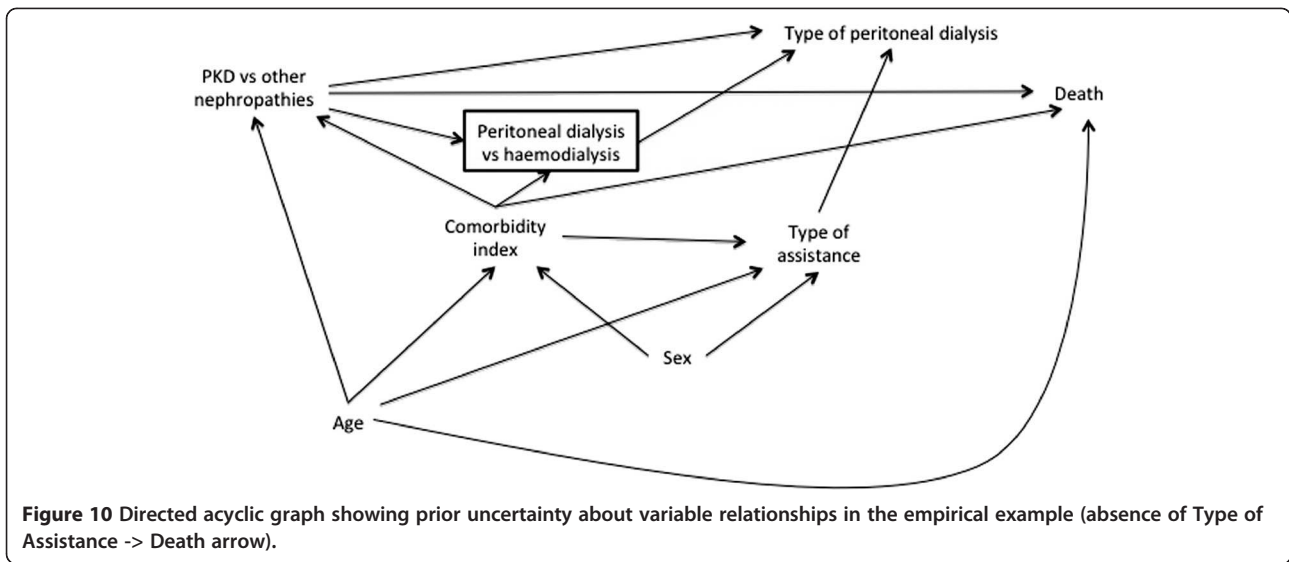 Type of peritoneal dialysis
PKD vs other
nephropathies
Death
Peritoneal dialysis
vs haemodialysis
Comorbidity
index
Type of
assistance
Sex
Age
Figure 10 Directed acyclic graph showing prior uncertainty about variable relationships in the empirical example (absence of Type of
Assistance -> Death arrow).